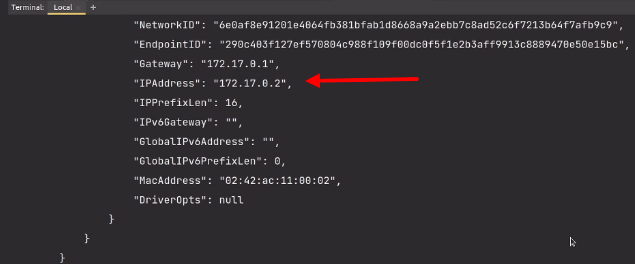 Terminal: Local +
"NetworkID": "6e0af8e91201e4064fb381bfab1d8668a9a2ebb7c8ad52c6f7213b64f7afb9c9",
"EndpointID": "290c403f127ef570804c988f109f00dc0f5f1e2b3aff9913c8889470e50e15bc",
"Gateway": "172.17.0.1",
"IPAddress": "172.17.0.2",
"IPPrefixLen": 16,
"IPv6Gateway": "",
"GlobalIPv6Address": "",
"GlobalIPv6PrefixLen": 0,
"MacAddress": "02:42:ac:11:00:02",
"DriverOpts": null
}
}
}